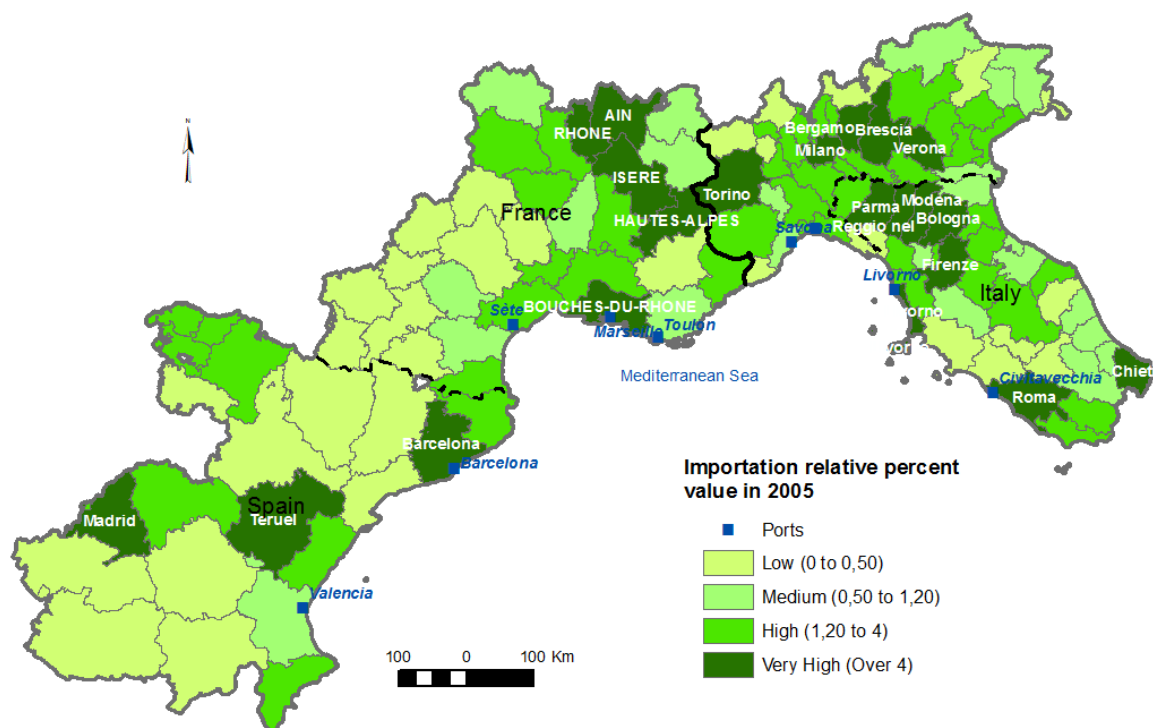 AIN
RHONE
Bergamo
Brescia
Milano
Verona
ISERE
Torino
France
HAUTES-ALPES
Parma
Modena
Bologna
Reggio nel
Savona
Firenze
Livorno
Italy
BOUCHES-DU-RHONE
Sète
Marseille
Toulon
Mediterranean Sea
Civitavecchia
Roma
Chiet
Barcelona
Barcelona
Spain
Madrid
Teruel
Valencia
Importation relative percent
value in 2005
Ports
Low (0 to 0,50)
Medium (0,50 to 1,20)
High (1,20 to 4)
Very High (Over 4)
100 0 100 Km